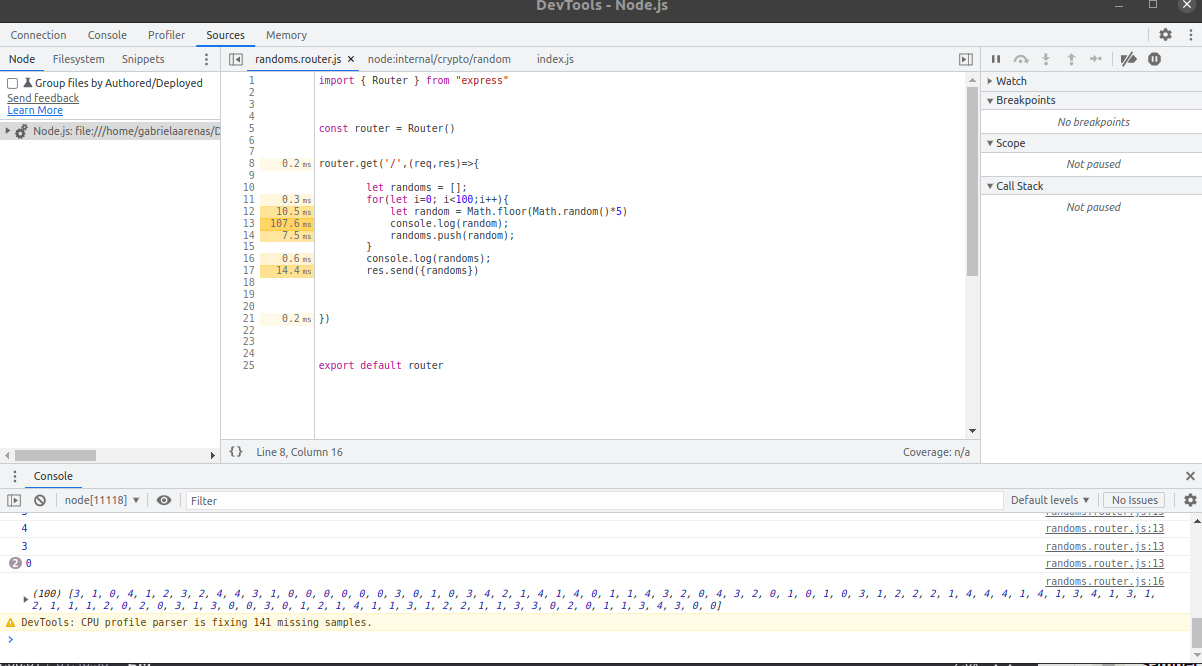 DevTools - Node.js
Connection Console Profiler Sources Memory
Node Filesystem Snippets
Group files by Authored/Deployed
Send feedback
Learn More
Node.js: file:///home/gabrielaarenas/D
randoms.router.js × node:internal/crypto/random index.js
1 import { Router } from "express"
2
3
4
5 const router = Router()
6
7
8 0.2 ms router.get('/',(req,res)=>{
9
10 let randoms = [];
11 0.3 ms for(let i=0; i<100;i++){
12 10.5 ms let random = Math.floor(Math.random()*5)
13 107.6 ms console.log(random);
14 7.5 ms randoms.push(random);
15 }
16 0.6 ms console.log(randoms);
17 14.4 ms res.send({randoms})
18
19
20
21 0.2 ms })
22
23
24
25 export default router
{} Line 8, Column 16 Coverage: n/a
Watch
Breakpoints
No breakpoints
Scope
Not paused
Call Stack
Not paused
Console
node[11118] Filter Default levels No Issues
randoms.router.js:13
4 randoms.router.js:13
3 randoms.router.js:13
2 0 randoms.router.js:13
randoms.router.js:16
(100) [3, 1, 0, 4, 1, 2, 3, 2, 4, 4, 3, 1, 0, 0, 0, 0, 0, 0, 3, 0, 1, 0, 3, 4, 2, 1, 4, 1, 4, 0, 1, 1, 4, 3, 2, 0, 4, 3, 2, 0, 1, 0, 1, 0, 3, 1, 2, 2, 2, 1, 4, 4, 4, 1, 4, 1, 3, 4, 1, 3, 1,
2, 1, 1, 1, 2, 0, 2, 0, 3, 1, 3, 0, 0, 3, 0, 1, 2, 1, 4, 1, 1, 3, 1, 2, 2, 1, 1, 3, 3, 0, 2, 0, 1, 1, 3, 4, 3, 0, 0]
DevTools: CPU profile parser is fixing 141 missing samples.